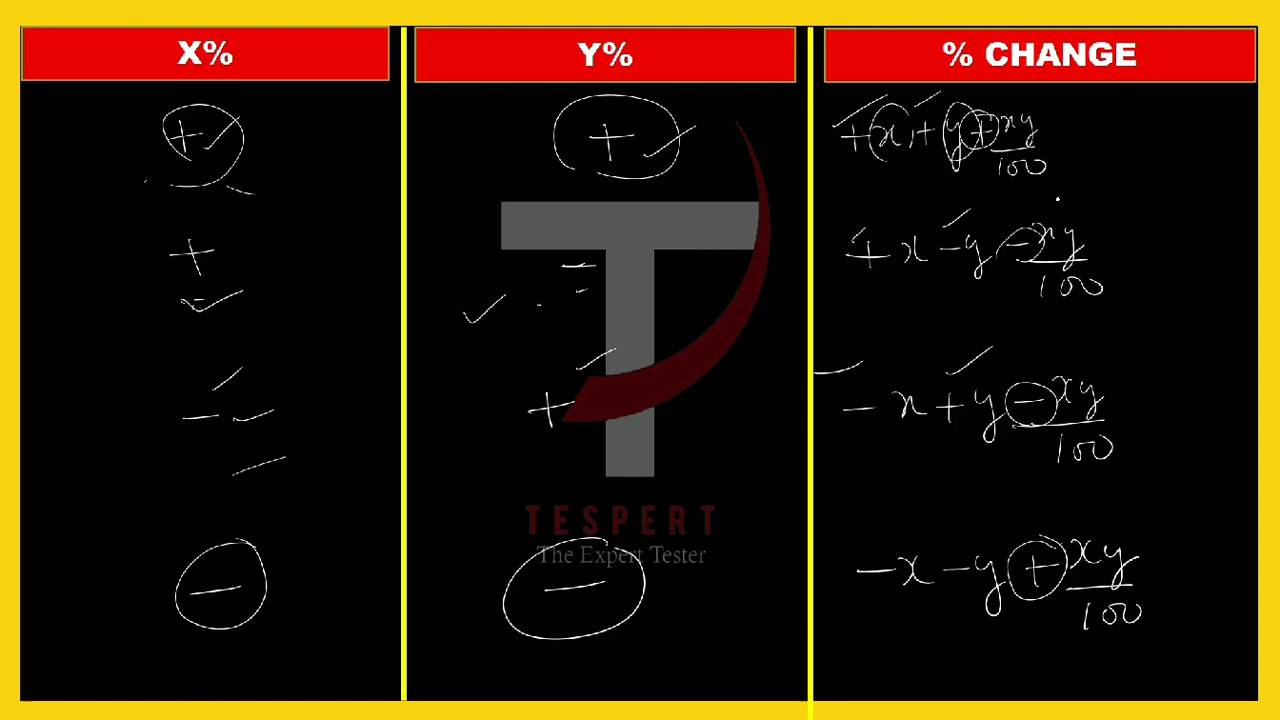 X% Y% % CHANGE
+ + +x+y+xy/100
+ - +x-y-xy/100
- + -x+y-xy/100
TESPERT
The Expert Tester
- - -x-y+xy/100